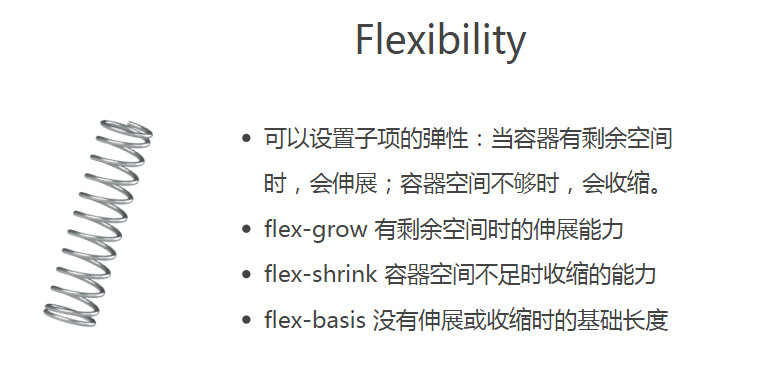 Flexibility
• 可以设置子项的弹性：当容器有剩余空间
时，会伸展；容器空间不够时，会收缩。
• flex-grow 有剩余空间时的伸展能力
• flex-shrink 容器空间不足时收缩的能力
• flex-basis 没有伸展或收缩时的基础长度